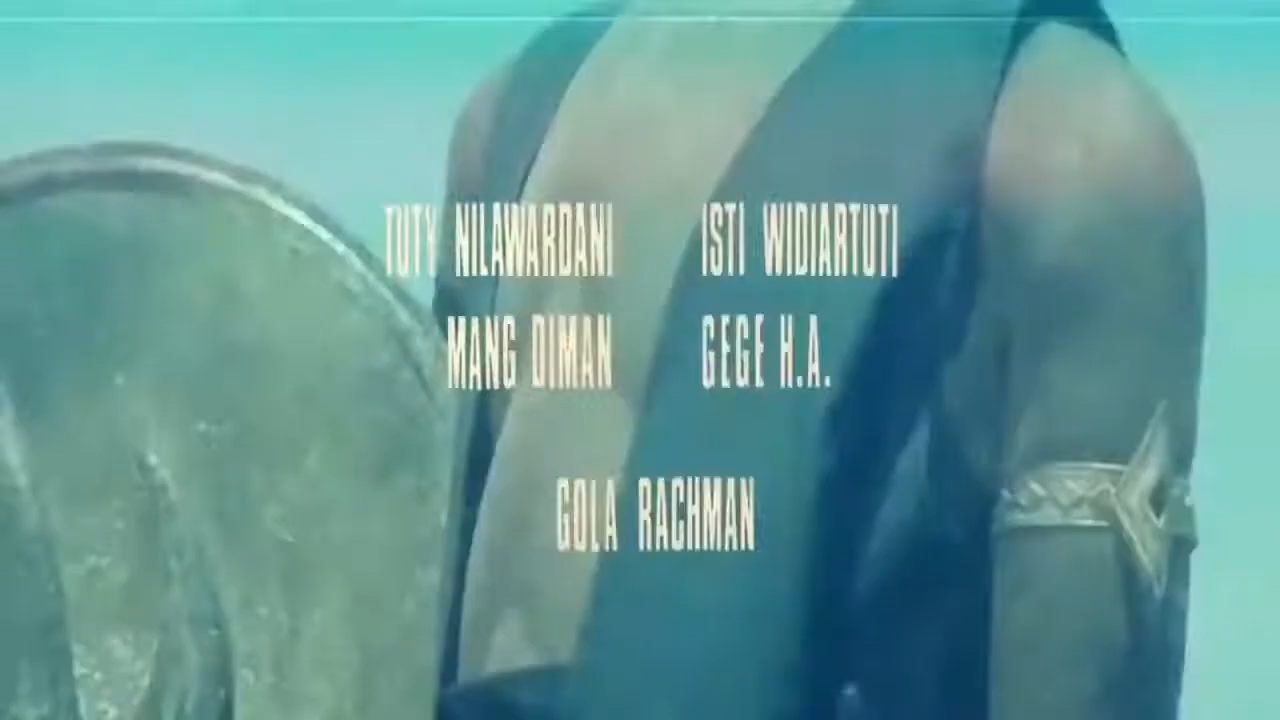 TUTY NILAWARDANI ISTI WIDIARTUTI
MANG DIMAN GEGE H.A.
GOLA RACHMAN